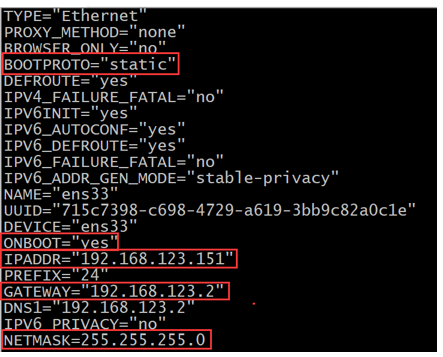 TYPE="Ethernet"
PROXY_METHOD="none"
BROWSER_ONLY="no"
BOOTPROTO="static"
DEFROUTE="yes"
IPV4_FAILURE_FATAL="no"
IPV6INIT="yes"
IPV6_AUTOCONF="yes"
IPV6_DEFROUTE="yes"
IPV6_FAILURE_FATAL="no"
IPV6_ADDR_GEN_MODE="stable-privacy"
NAME="ens33"
UUID="715c7398-c698-4729-a619-3bb9c82a0c1e"
DEVICE="ens33"
ONBOOT="yes"
IPADDR="192.168.123.151"
PREFIX="24"
GATEWAY="192.168.123.2"
DNS1="192.168.123.2"
IPV6_PRIVACY="no"
NETMASK=255.255.255.0